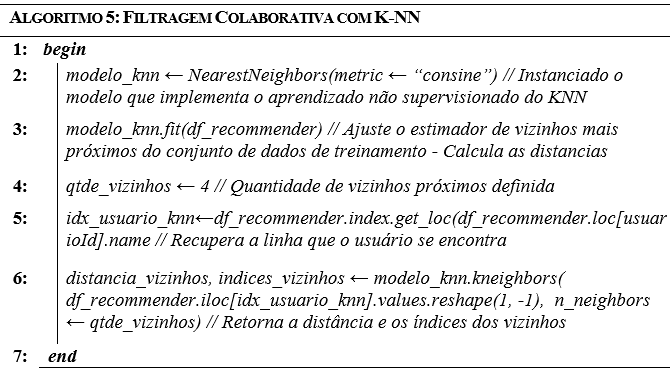 ALGORITMO 5: FILTRAGEM COLABORATIVA COM K-NN
1: begin
2: modelo_knn ← NearestNeighbors(metric ← “consine”) // Instanciado o
modelo que implementa o aprendizado não supervisionado do KNN
3: modelo_knn.fit(df_recommender) // Ajuste o estimador de vizinhos mais
próximos do conjunto de dados de treinamento - Calcula as distancias
4: qtde_vizinhos ← 4 // Quantidade de vizinhos próximos definida
5: idx_usuario_knn←df_recommender.index.get_loc(df_recommender.loc[usuar
ioId].name // Recupera a linha que o usuário se encontra
6: distancia_vizinhos, indices_vizinhos ← modelo_knn.kneighbors(
df_recommender.iloc[idx_usuario_knn].values.reshape(1, -1), n_neighbors
← qtde_vizinhos) // Retorna a distância e os índices dos vizinhos
7: end